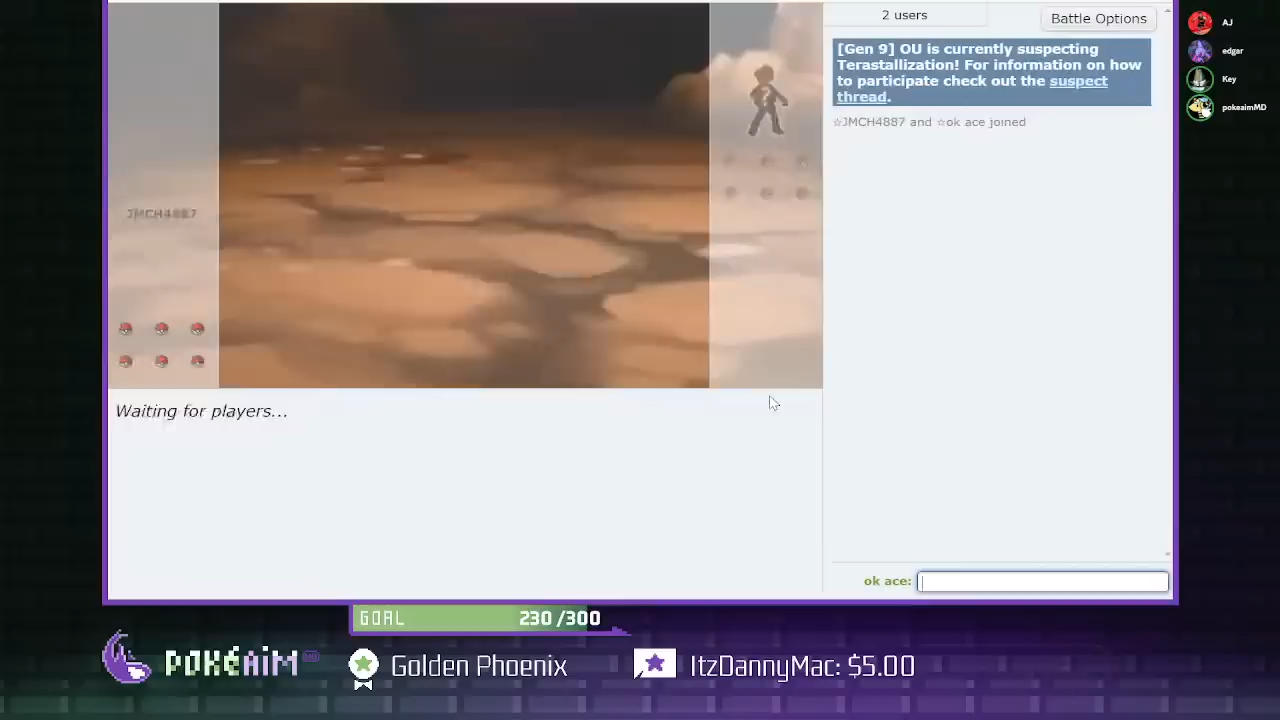 2 users
Battle Options
[Gen 9] OU is currently suspecting
Terastallization! For information on how
to participate check out the suspect
thread.
☆JMCH4887 and ☆ok ace joined
JMCH4887
Waiting for players...
ok ace:
AJ
edgar
Key
pokeaimMD
GOAL 230/300
POKÉAIM MD
Golden Phoenix
ItzDannyMac: $5.00